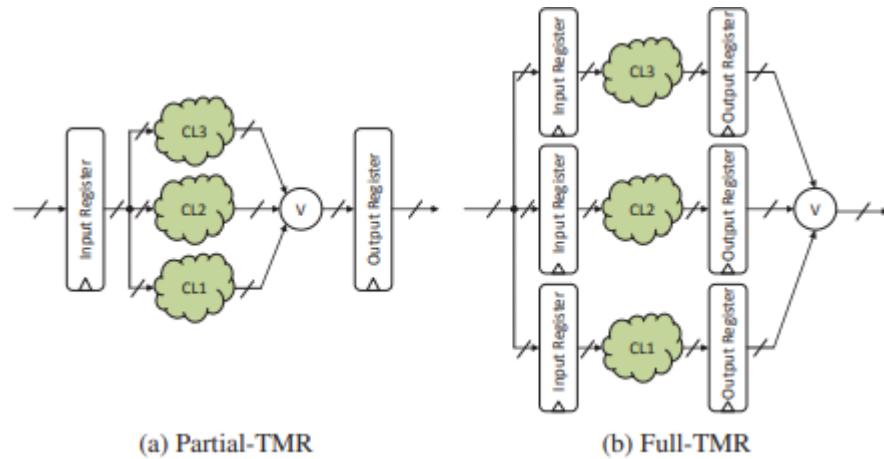 Input Register
CL3
CL2
CL1
V
Output Register
(a) Partial-TMR
Input Register
CL3
Output Register
Input Register
CL2
Output Register
V
Input Register
CL1
Output Register
(b) Full-TMR